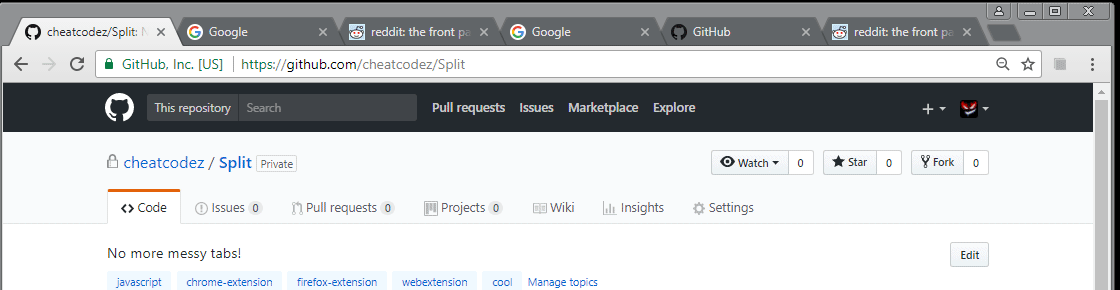 cheatcodez/Split: N
Google
reddit: the front pa
Google
GitHub
reddit: the front pa
GitHub, Inc. [US] https://github.com/cheatcodez/Split
This repository Search Pull requests Issues Marketplace Explore
cheatcodez / Split Private Watch 0 Star 0 Fork 0
Code Issues 0 Pull requests 0 Projects 0 Wiki Insights Settings
No more messy tabs! Edit
javascript chrome-extension firefox-extension webextension cool Manage topics